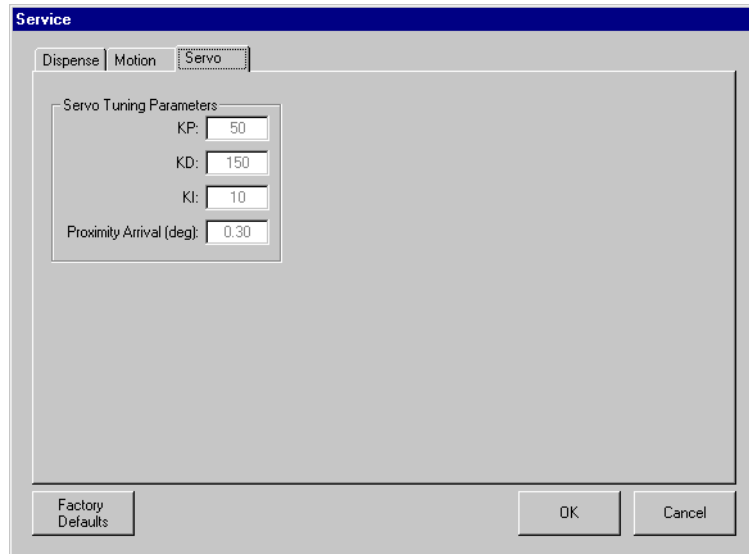 Service
Dispense Motion Servo
Servo Tuning Parameters
KP: 50
KD: 150
KI: 10
Proximity Arrival (deg): 0.30
Factory
Defaults
OK Cancel